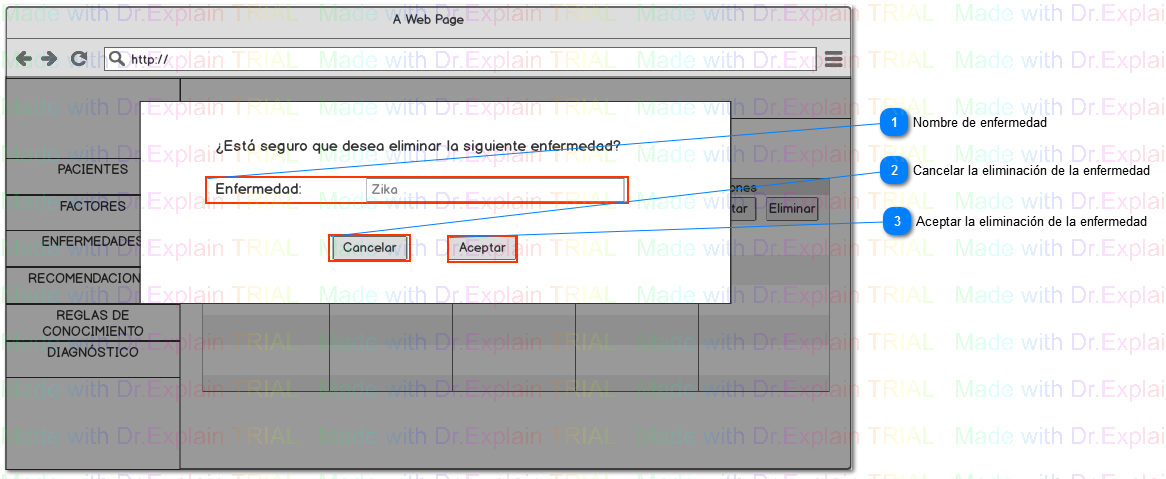 A Web Page
http://
¿Está seguro que desea eliminar la siguiente enfermedad?
Enfermedad: Zika
Cancelar Aceptar
PACIENTES
FACTORES
ENFERMEDADES
RECOMENDACION
REGLAS DE
CONOCIMIENTO
DIAGNÓSTICO
ones
tar Eliminar
1 Nombre de enfermedad
2 Cancelar la eliminación de la enfermedad
3 Aceptar la eliminación de la enfermedad
Made with Dr.Explain TRIAL